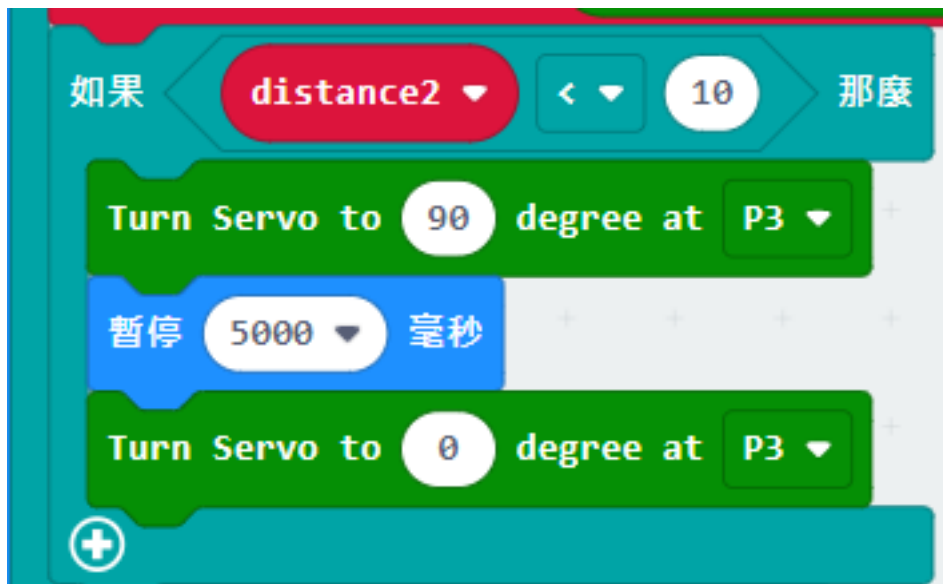 如果 distance2 < 10 那麼
Turn Servo to 90 degree at P3
暫停 5000 毫秒
Turn Servo to 0 degree at P3